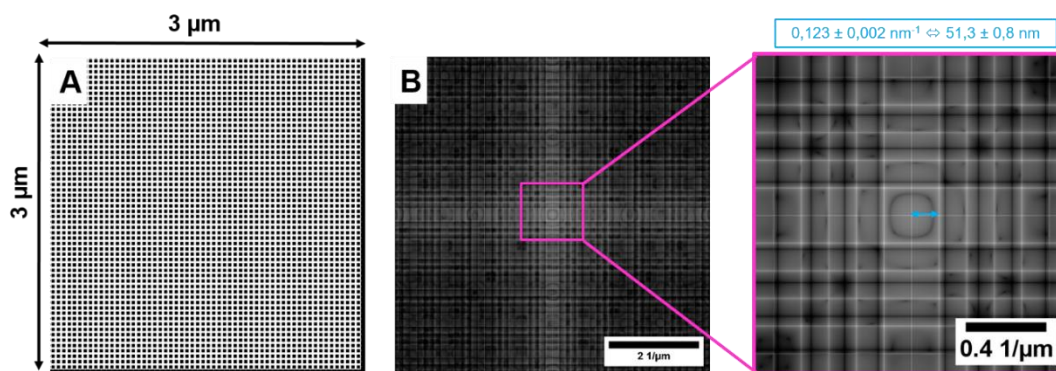 3 µm
0,123 ± 0,002 nm⁻¹ ⇔ 51,3 ± 0,8 nm
A
B
3 µm
2 1/µm
0.4 1/µm